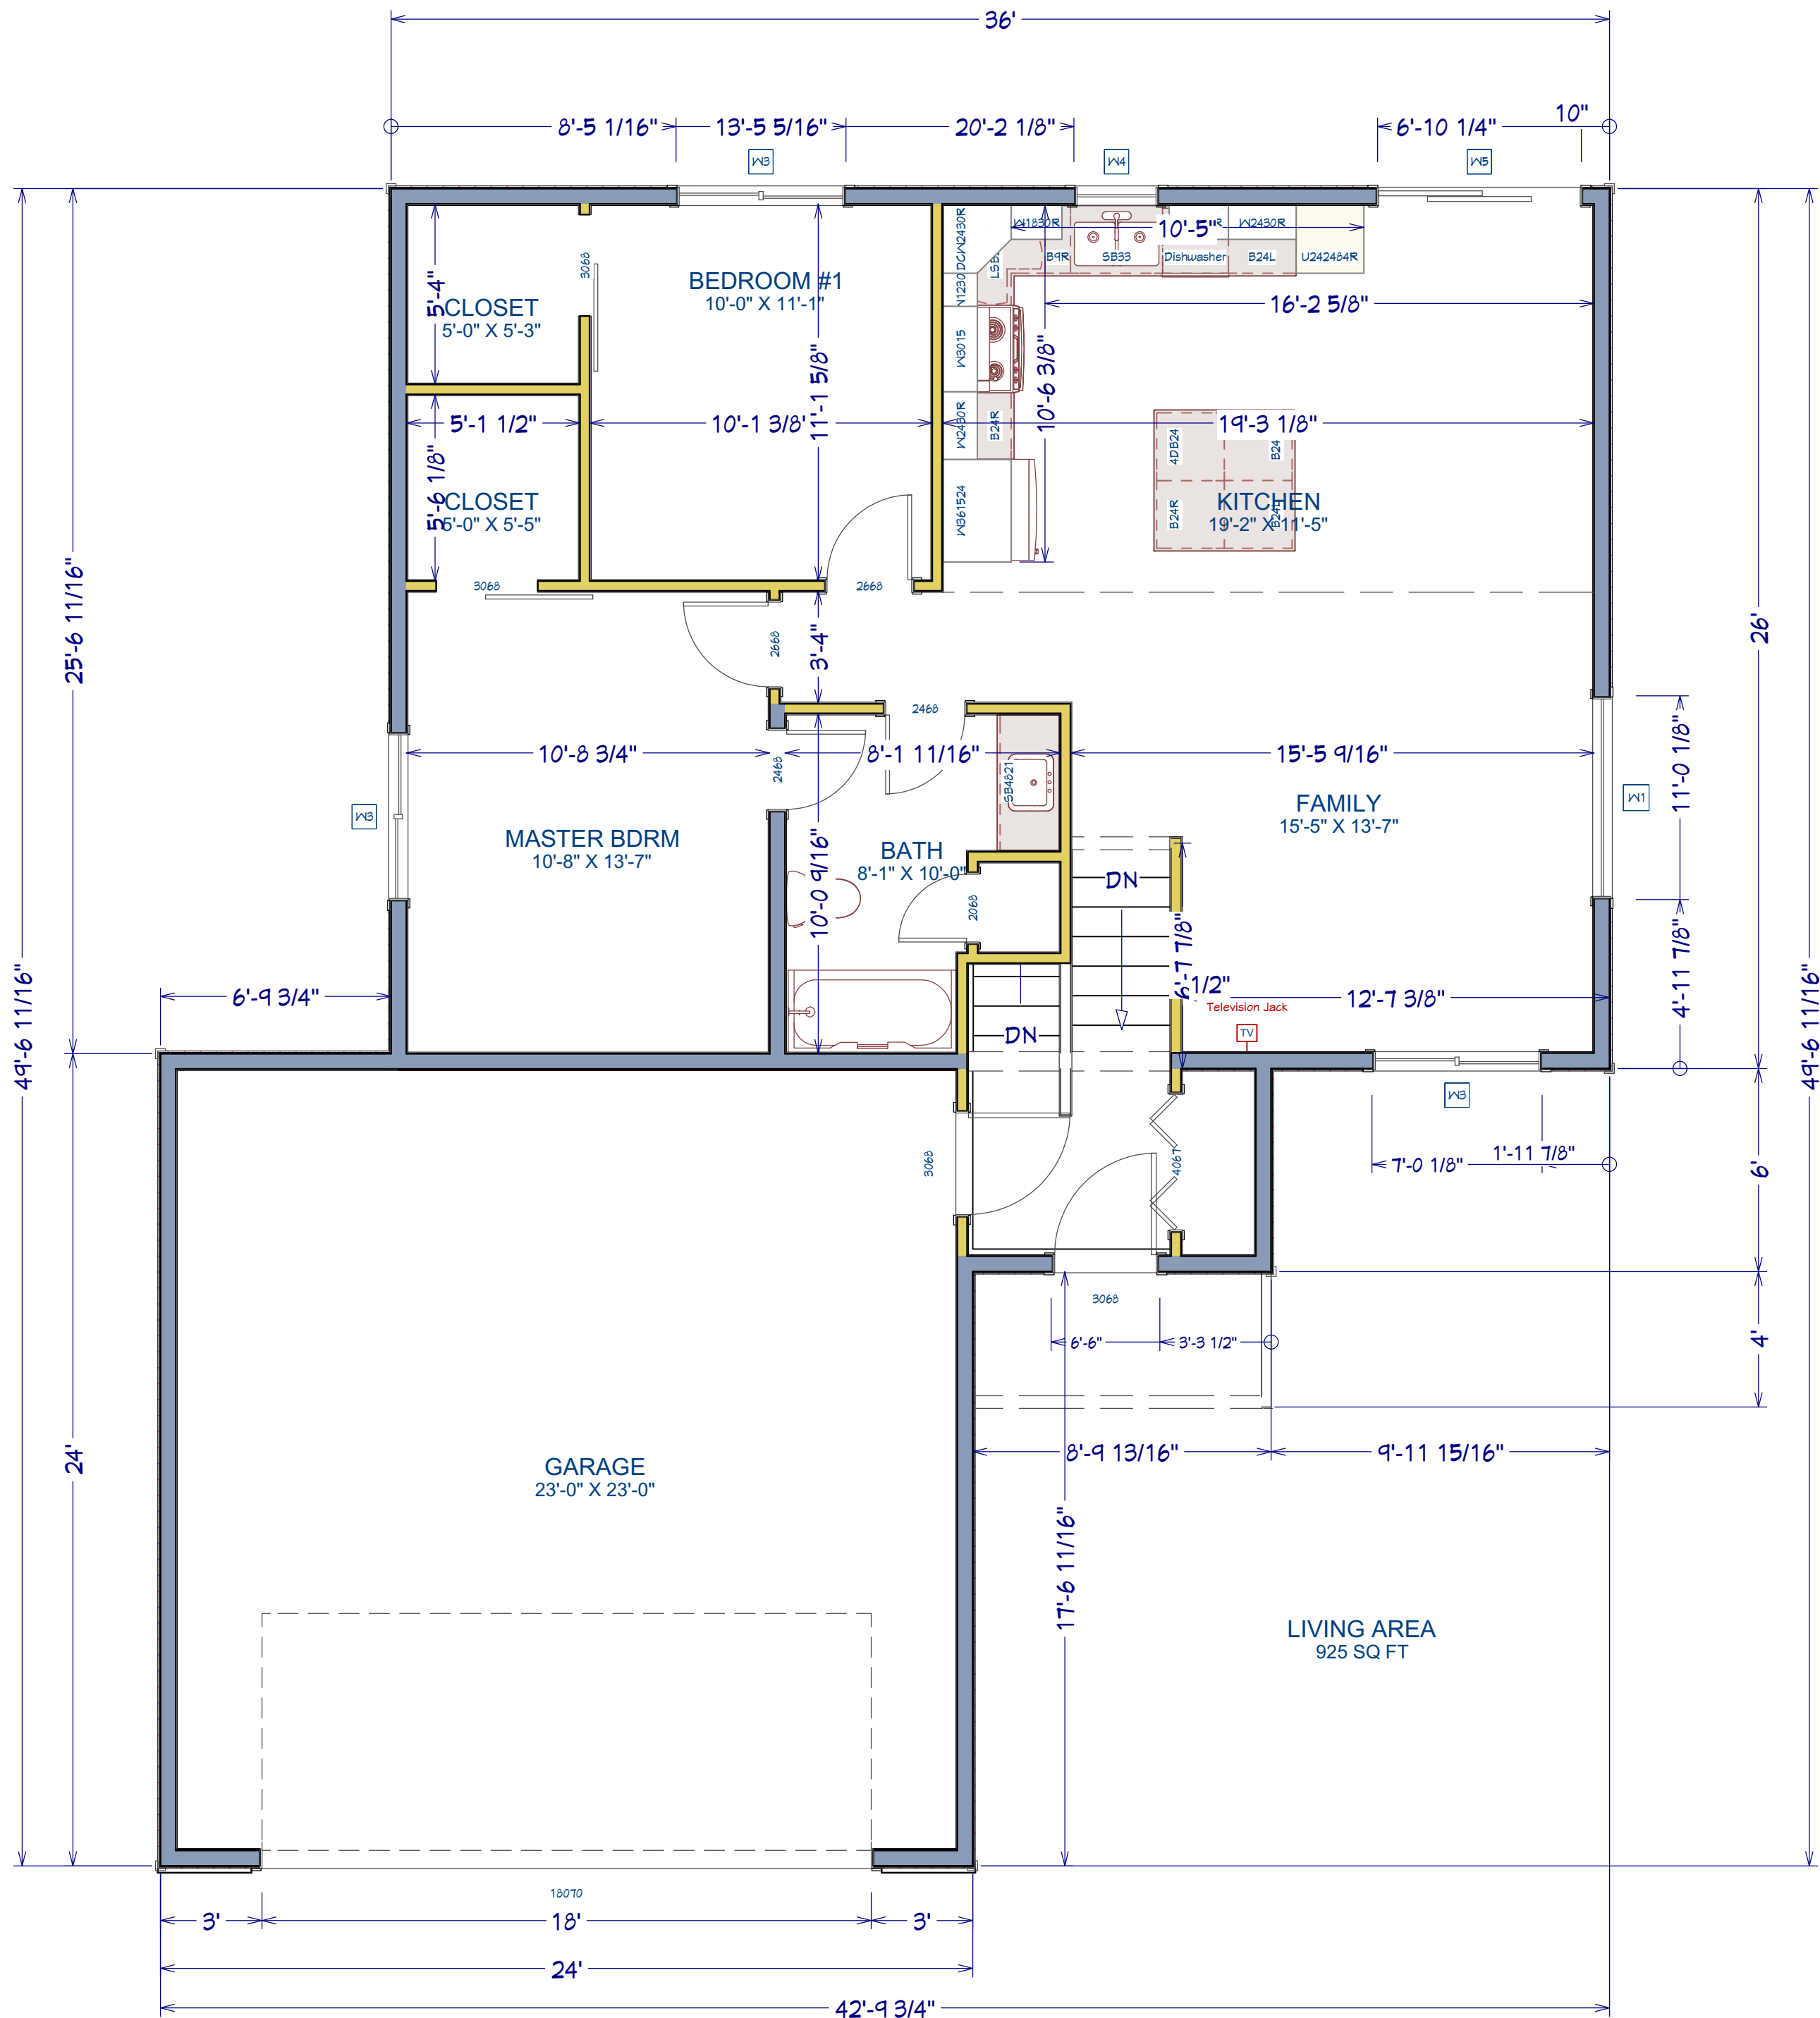 36'
8'-5 1/16"
13'-5 5/16"
20'-2 1/8"
6'-10 1/4"
10"
W3
W4
W5
W1830R
10'-5"
W2430R
DCW2430R
B9R
SB33
Dishwasher
B24L
U242484R
3068
BEDROOM #1
10'-0" X 11'-1"
5'-4"
CLOSET
5'-0" X 5'-3"
16'-2 5/8"
W3015
10'-6 3/8"
11'-1 5/8"
5'-1 1/2"
10'-1 3/8"
19'-3 1/8"
W2430R
B24R
4DB24
B24
5'-6 1/8"
CLOSET
5'-0" X 5'-5"
W361524
KITCHEN
19'-2" X 11'-5"
B24R
3068
2668
25'-6 11/16"
26'
2668
3'-4"
2468
10'-8 3/4"
2468
8'-1 11/16"
15'-5 9/16"
SB4821
11'-0 1/8"
W3
W1
FAMILY
15'-5" X 13'-7"
MASTER BDRM
10'-8" X 13'-7"
BATH
8'-1" X 10'-0"
10'-0 9/16"
DN
2068
6'-7 7/8"
1/2"
6'-9 3/4"
12'-7 3/8"
4'-11 7/8"
Television Jack
TV
DN
49'-6 11/16"
49'-6 11/16"
W3
3068
4067
7'-0 1/8"
1'-11 7/8"
6'
3068
6'-6"
3'-3 1/2"
4'
8'-9 13/16"
9'-11 15/16"
24'
GARAGE
23'-0" X 23'-0"
17'-6 11/16"
LIVING AREA
925 SQ FT
18070
3'
18'
3'
24'
42'-9 3/4"